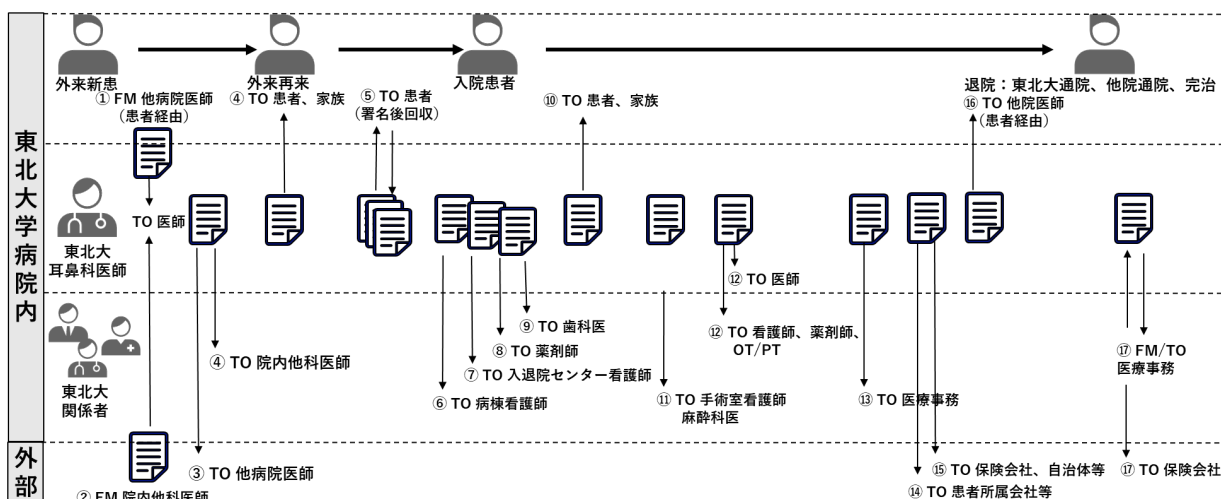 東北大学病院内
外部
外来新患
外来再来
入院患者
退院：東北大通院、他院通院、完治
① FM 他病院医師
（患者経由）
④ TO 患者、家族
⑤ TO 患者
（署名後回収）
⑩ TO 患者、家族
⑯ TO 他院医師
（患者経由）
東北大
耳鼻科医師
TO 医師
⑫ TO 医師
東北大
関係者
④ TO 院内他科医師
⑨ TO 歯科医
⑧ TO 薬剤師
⑦ TO 入退院センター看護師
⑥ TO 病棟看護師
⑫ TO 看護師、薬剤師、
OT/PT
⑪ TO 手術室看護師
麻酔科医
⑬ TO 医療事務
⑰ FM/TO
医療事務
③ TO 他病院医師
② FM 院内他科医師
⑮ TO 保険会社、自治体等
⑭ TO 患者所属会社等
⑰ TO 保険会社